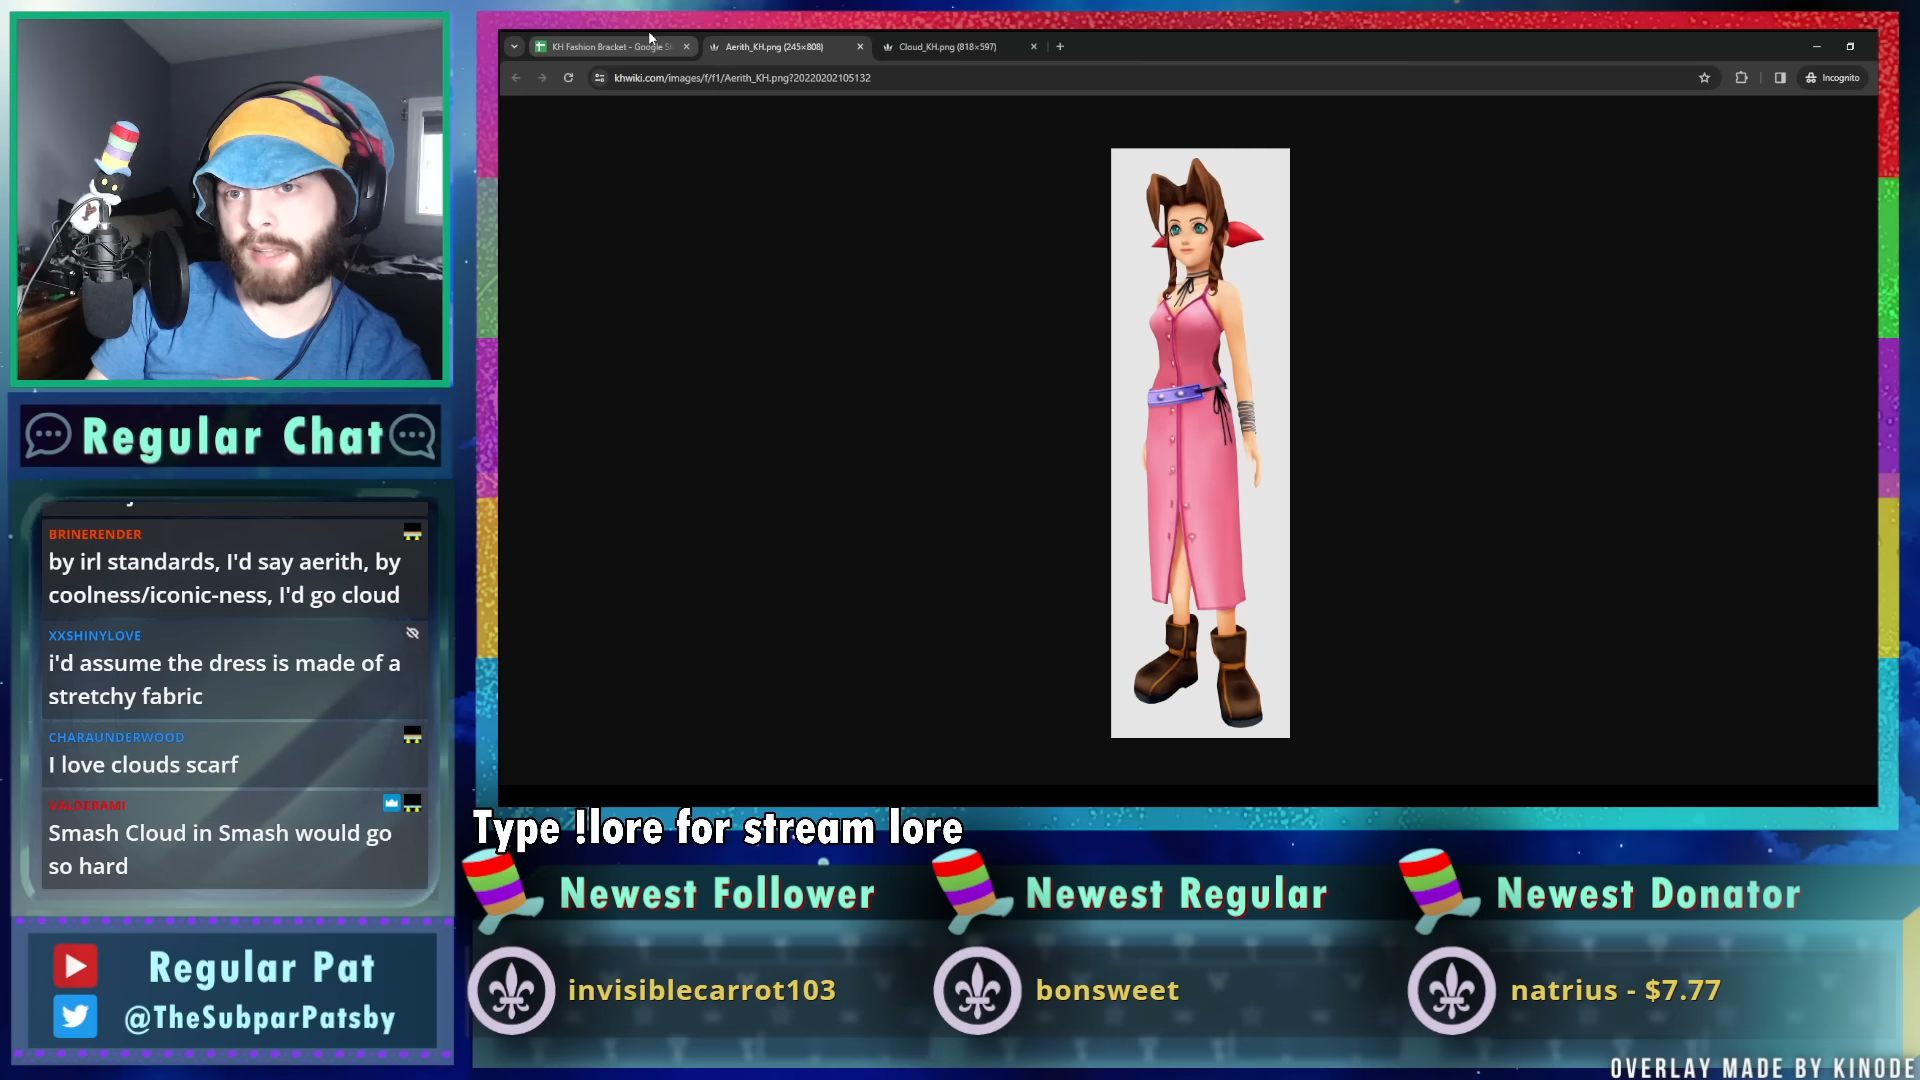 KH Fashion Bracket - Google S
Aerith_KH.png (245×808)
Cloud_KH.png (818×597)
khwiki.com/images/f/f1/Aerith_KH.png?20220202105132
Incognito
Regular Chat
BRINERENDER
by irl standards, I'd say aerith, by
coolness/iconic-ness, I'd go cloud
XXSHINYLOVE
i'd assume the dress is made of a
stretchy fabric
CHARAUNDERWOOD
I love clouds scarf
VALDERAMI
Smash Cloud in Smash would go
so hard
Type !lore for stream lore
Newest Follower
Newest Regular
Newest Donator
invisiblecarrot103
bonsweet
natrius - $7.77
Regular Pat
@TheSubparPatsby
OVERLAY MADE BY KINODE